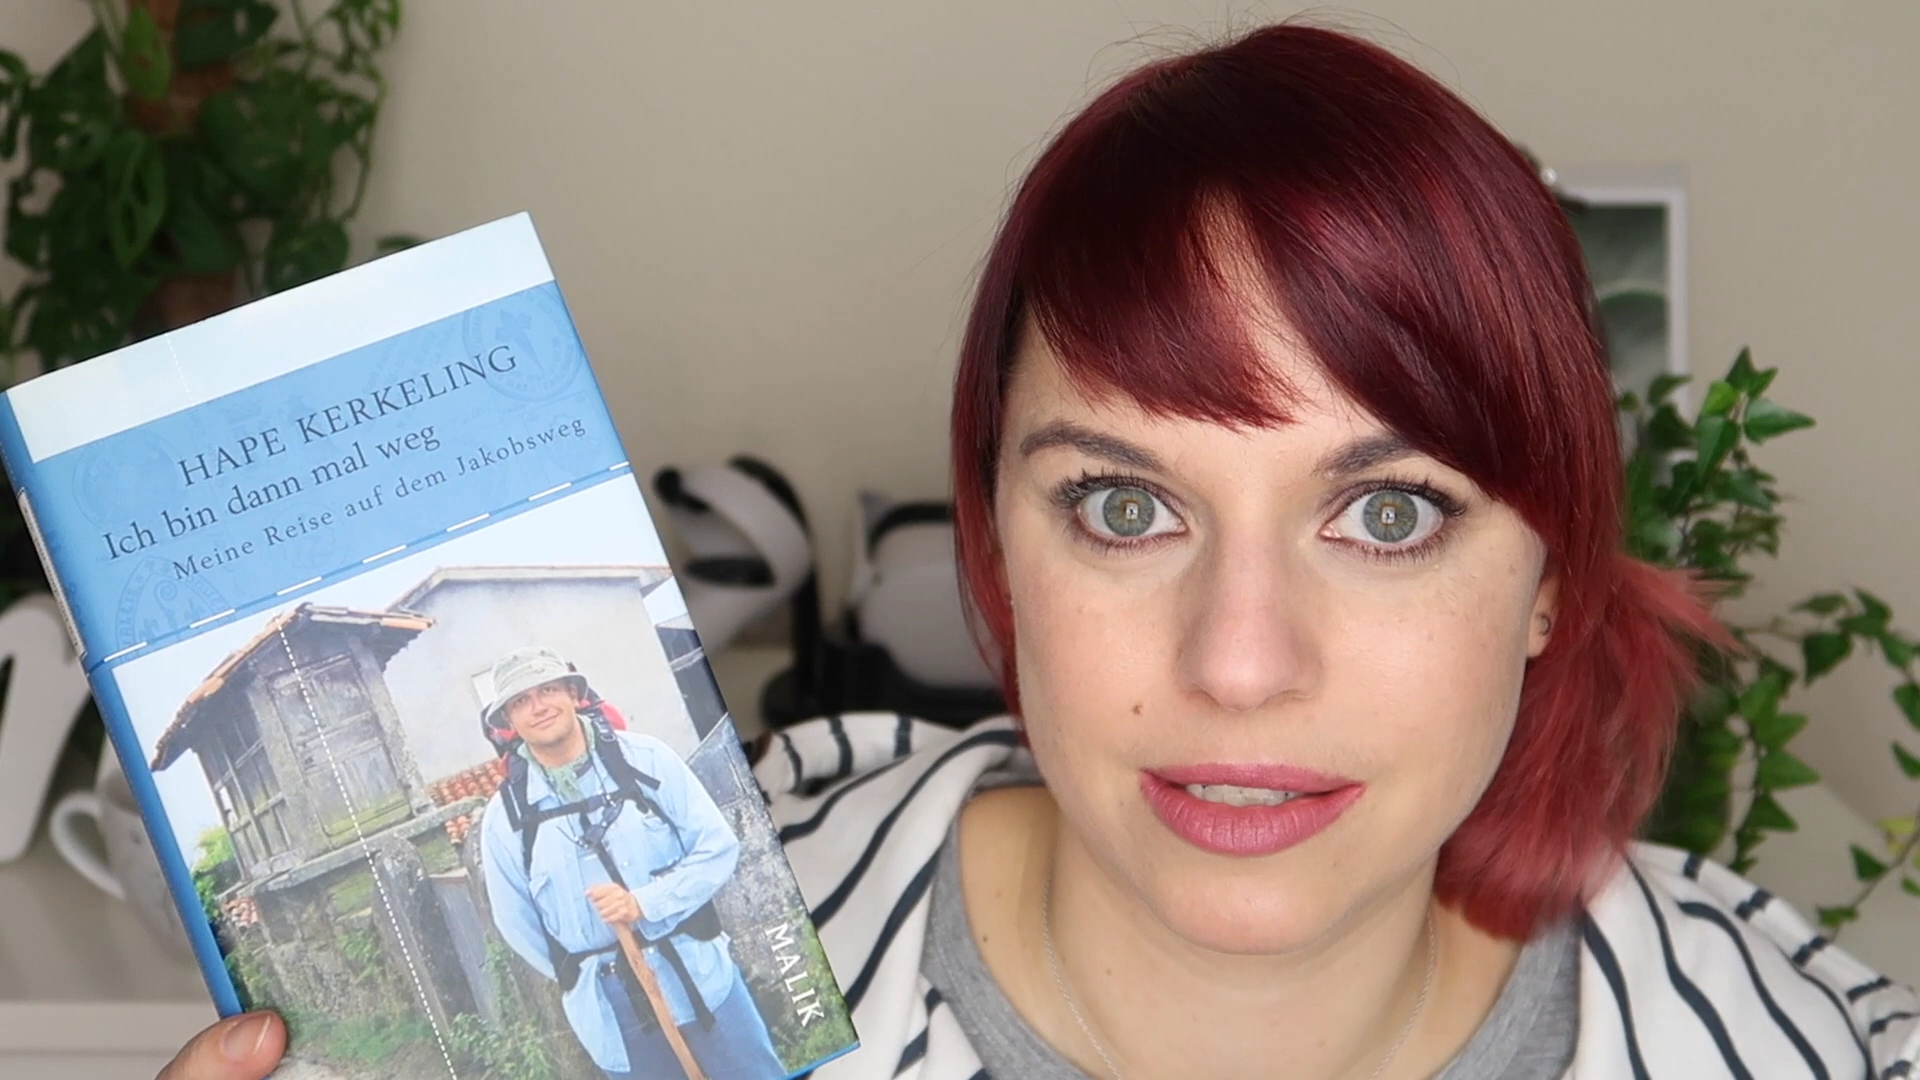 HAPE KERKELING
Ich bin dann mal weg
Meine Reise auf dem Jakobsweg
MALIK